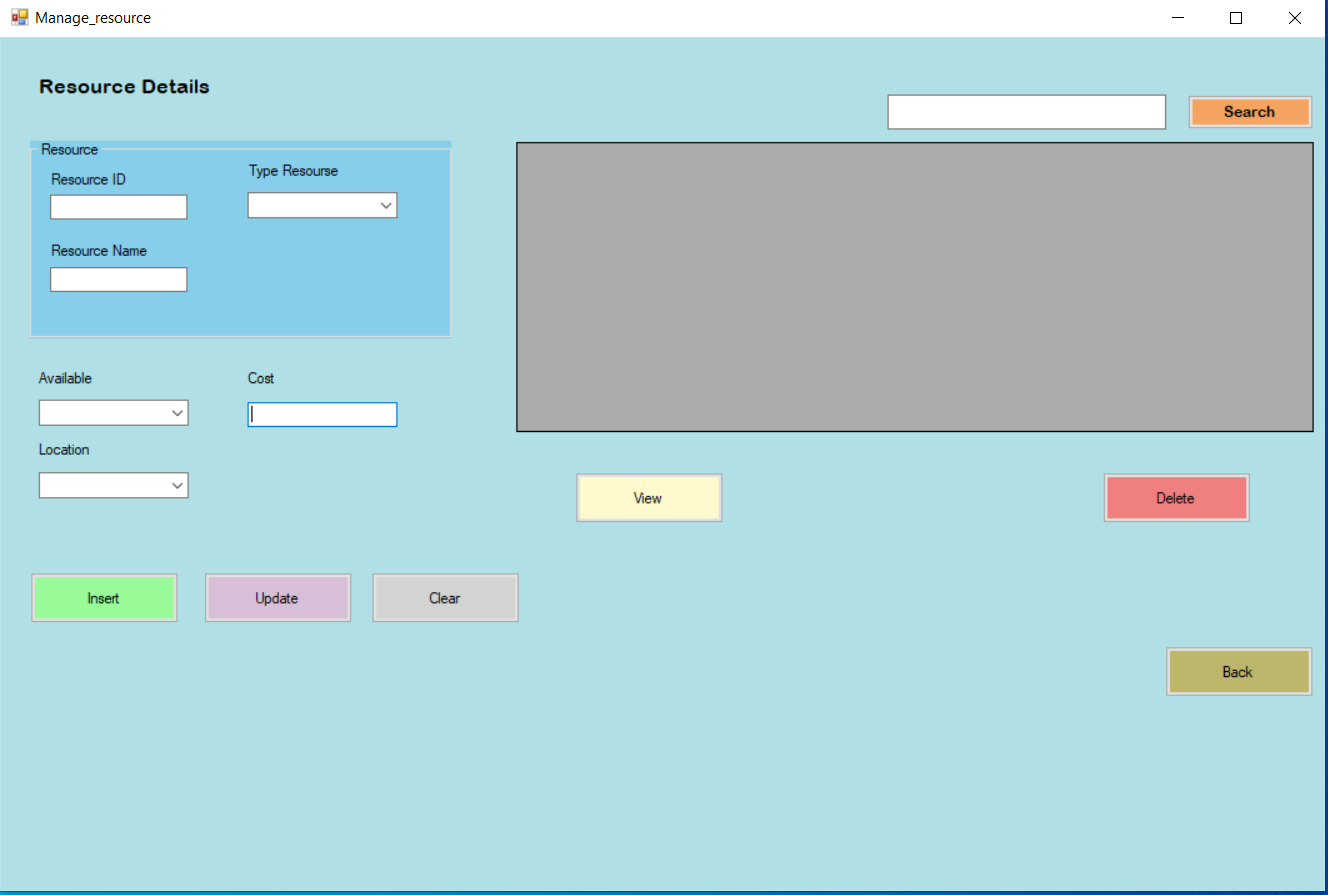 Manage_resource
Resource Details
Search
Resource
Resource ID
Type Resourse
Resource Name
Available
Cost
Location
View
Delete
Insert
Update
Clear
Back